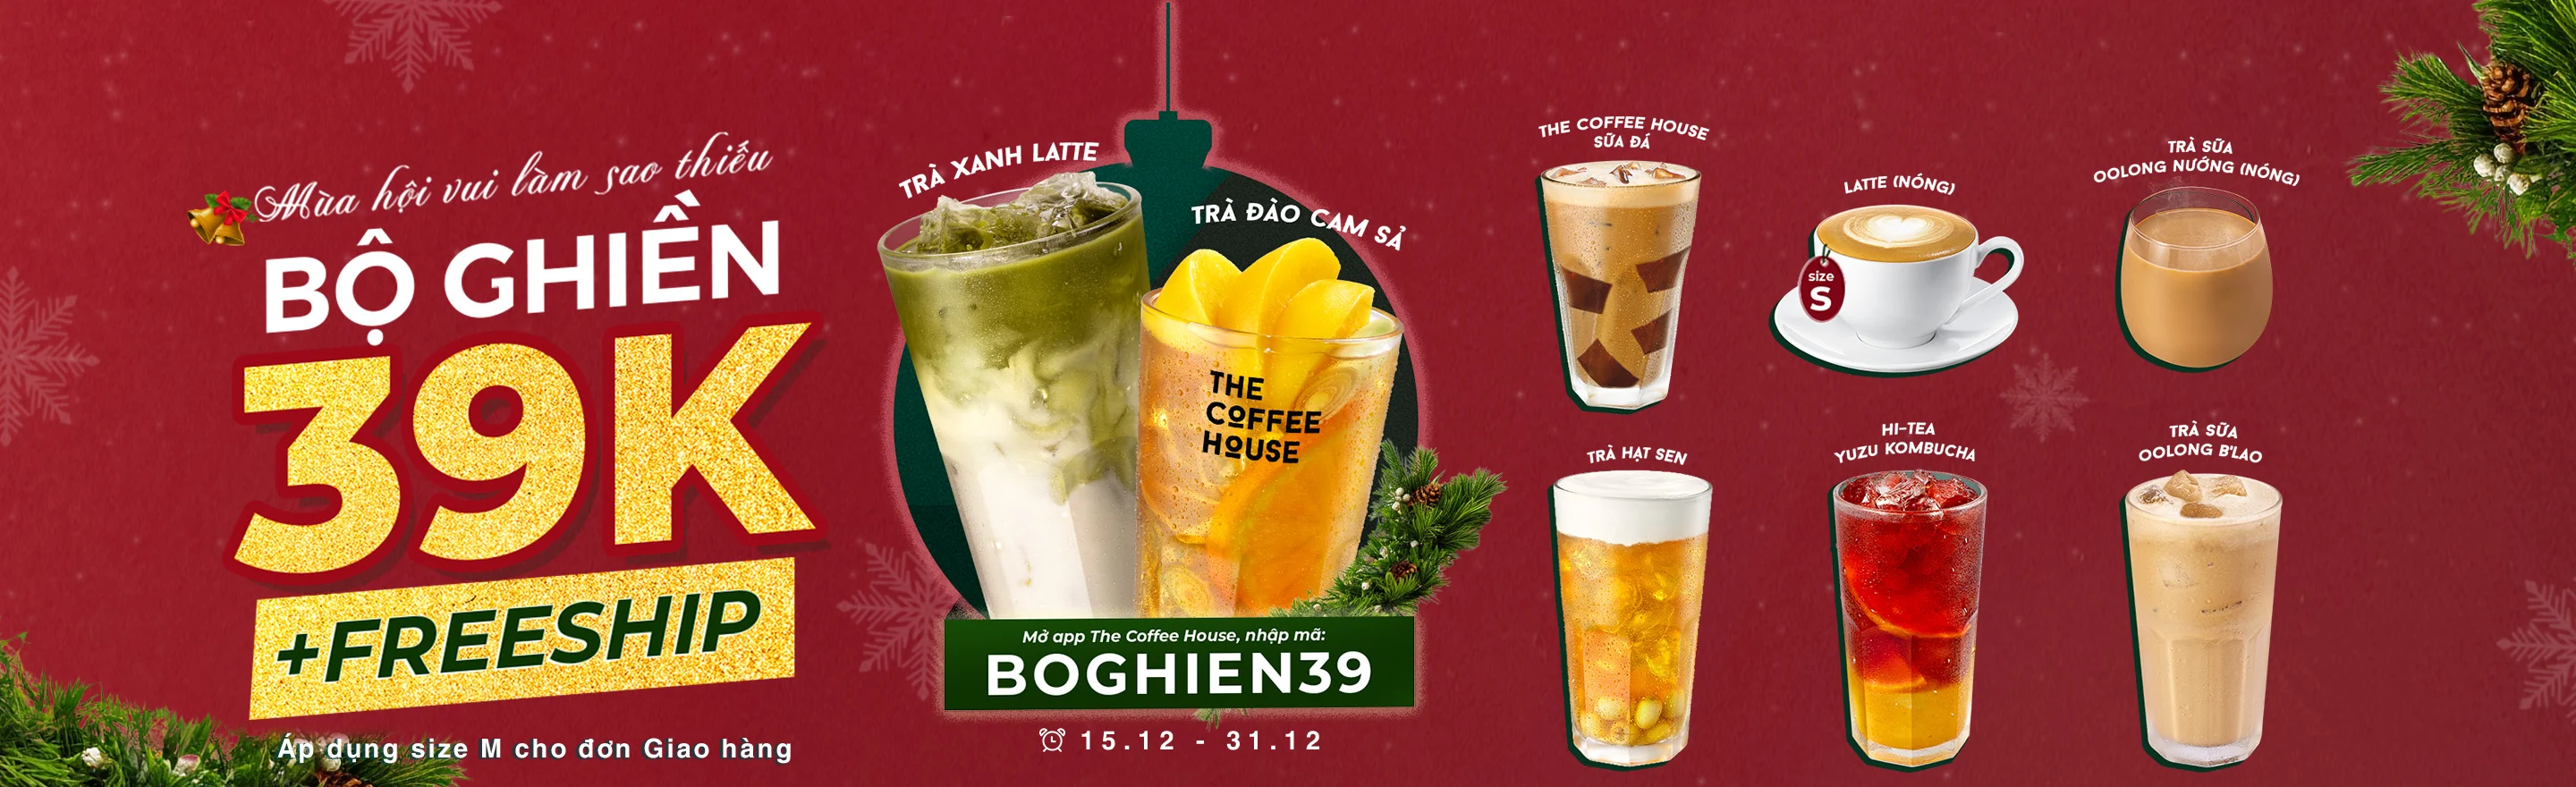 Mùa hội vui làm sao thiếu
BỘ GHIỀN
39K
+FREESHIP
Áp dụng size M cho đơn Giao hàng
TRÀ XANH LATTE
TRÀ ĐÀO CAM SẢ
THE
COFFEE
HOUSE
Mở app The Coffee House, nhập mã:
BOGHIEN39
15.12 - 31.12
THE COFFEE HOUSE
SỮA ĐÁ
LATTE (NÓNG)
size
S
TRÀ SỮA
OOLONG NƯỚNG (NÓNG)
TRÀ HẠT SEN
HI-TEA
YUZU KOMBUCHA
TRÀ SỮA
OOLONG B'LAO